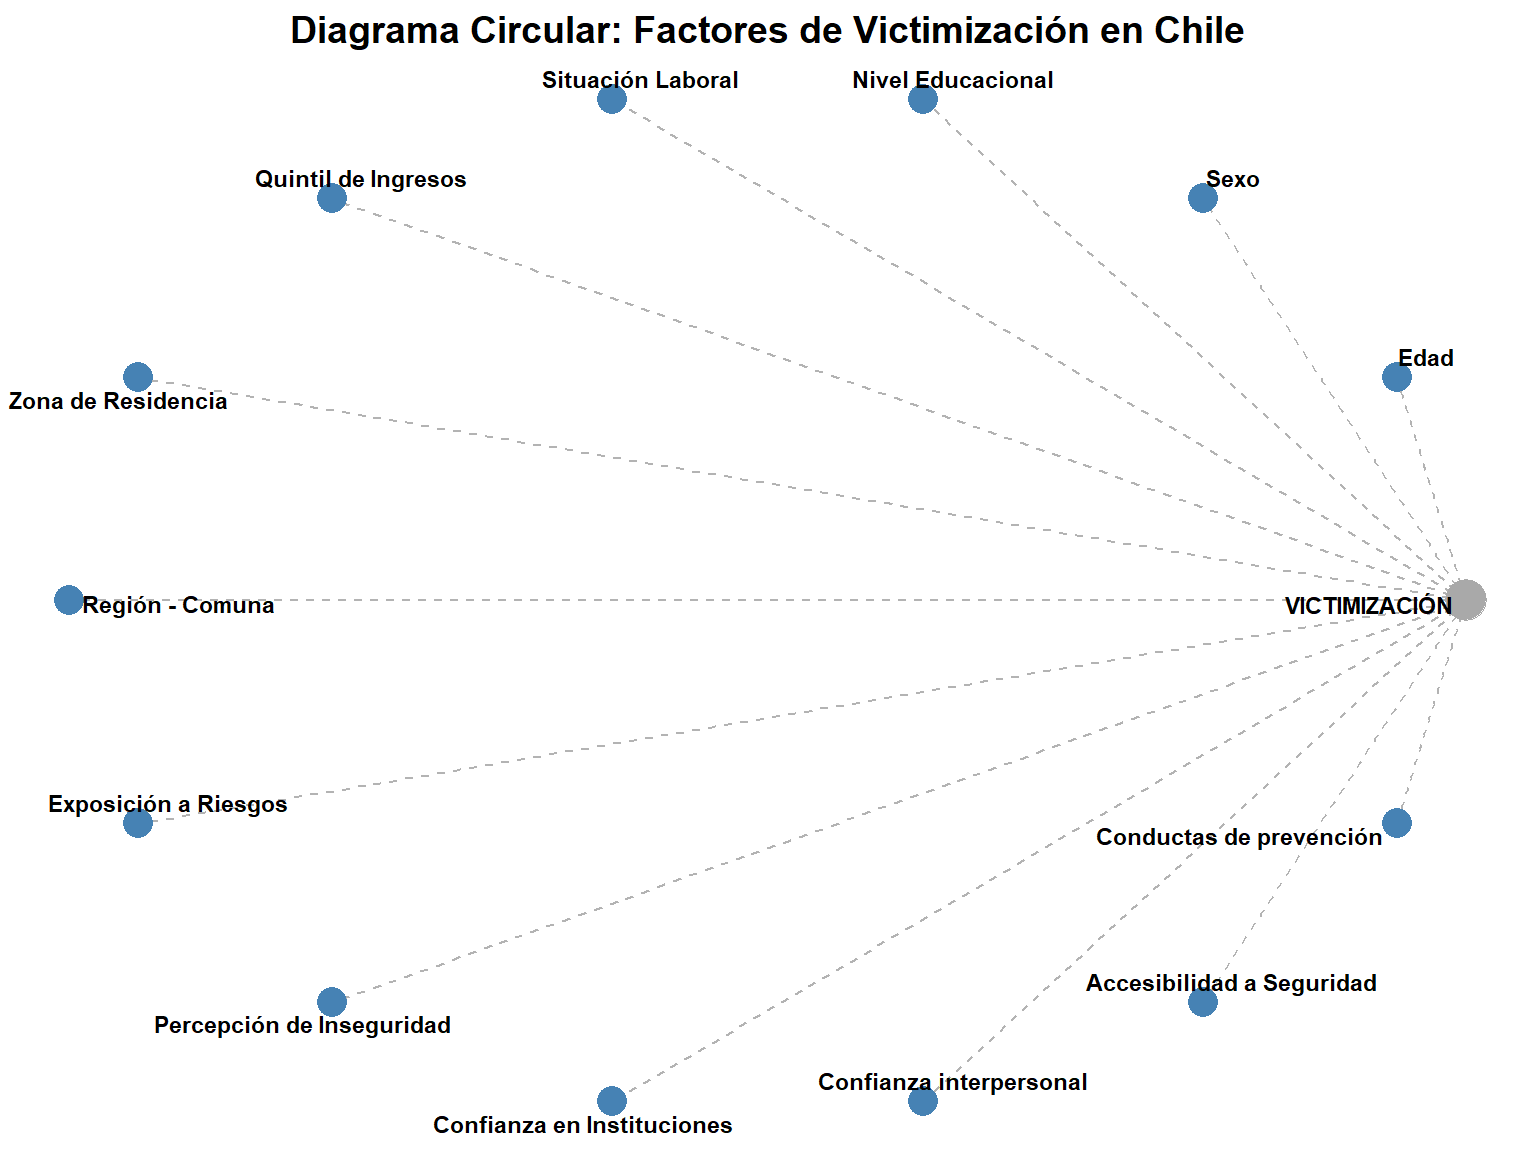 Diagrama Circular: Factores de Victimización en Chile
Situación Laboral
Nivel Educacional
Quintil de Ingresos
Sexo
Edad
Zona de Residencia
Región - Comuna
VICTIMIZACIÓN
Exposición a Riesgos
Conductas de prevención
Accesibilidad a Seguridad
Percepción de Inseguridad
Confianza interpersonal
Confianza en Instituciones